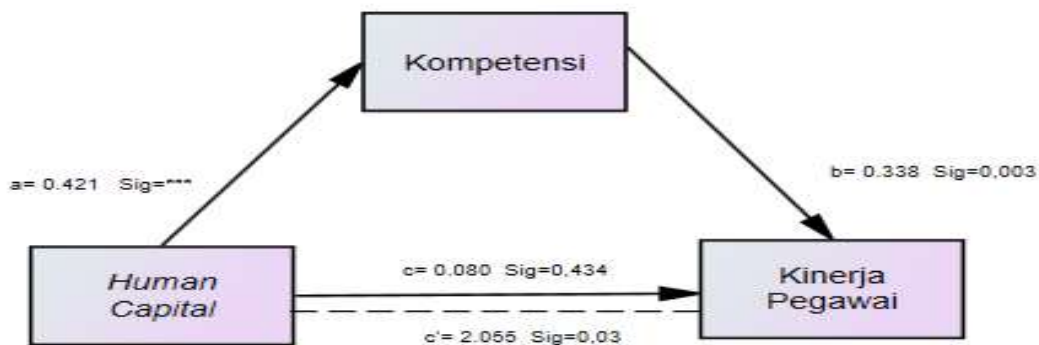 Kompetensi
a= 0.421 Sig=***
b= 0.338 Sig=0,003
Human
Capital
c= 0.080 Sig=0,434
c'= 2.055 Sig=0,03
Kinerja
Pegawai